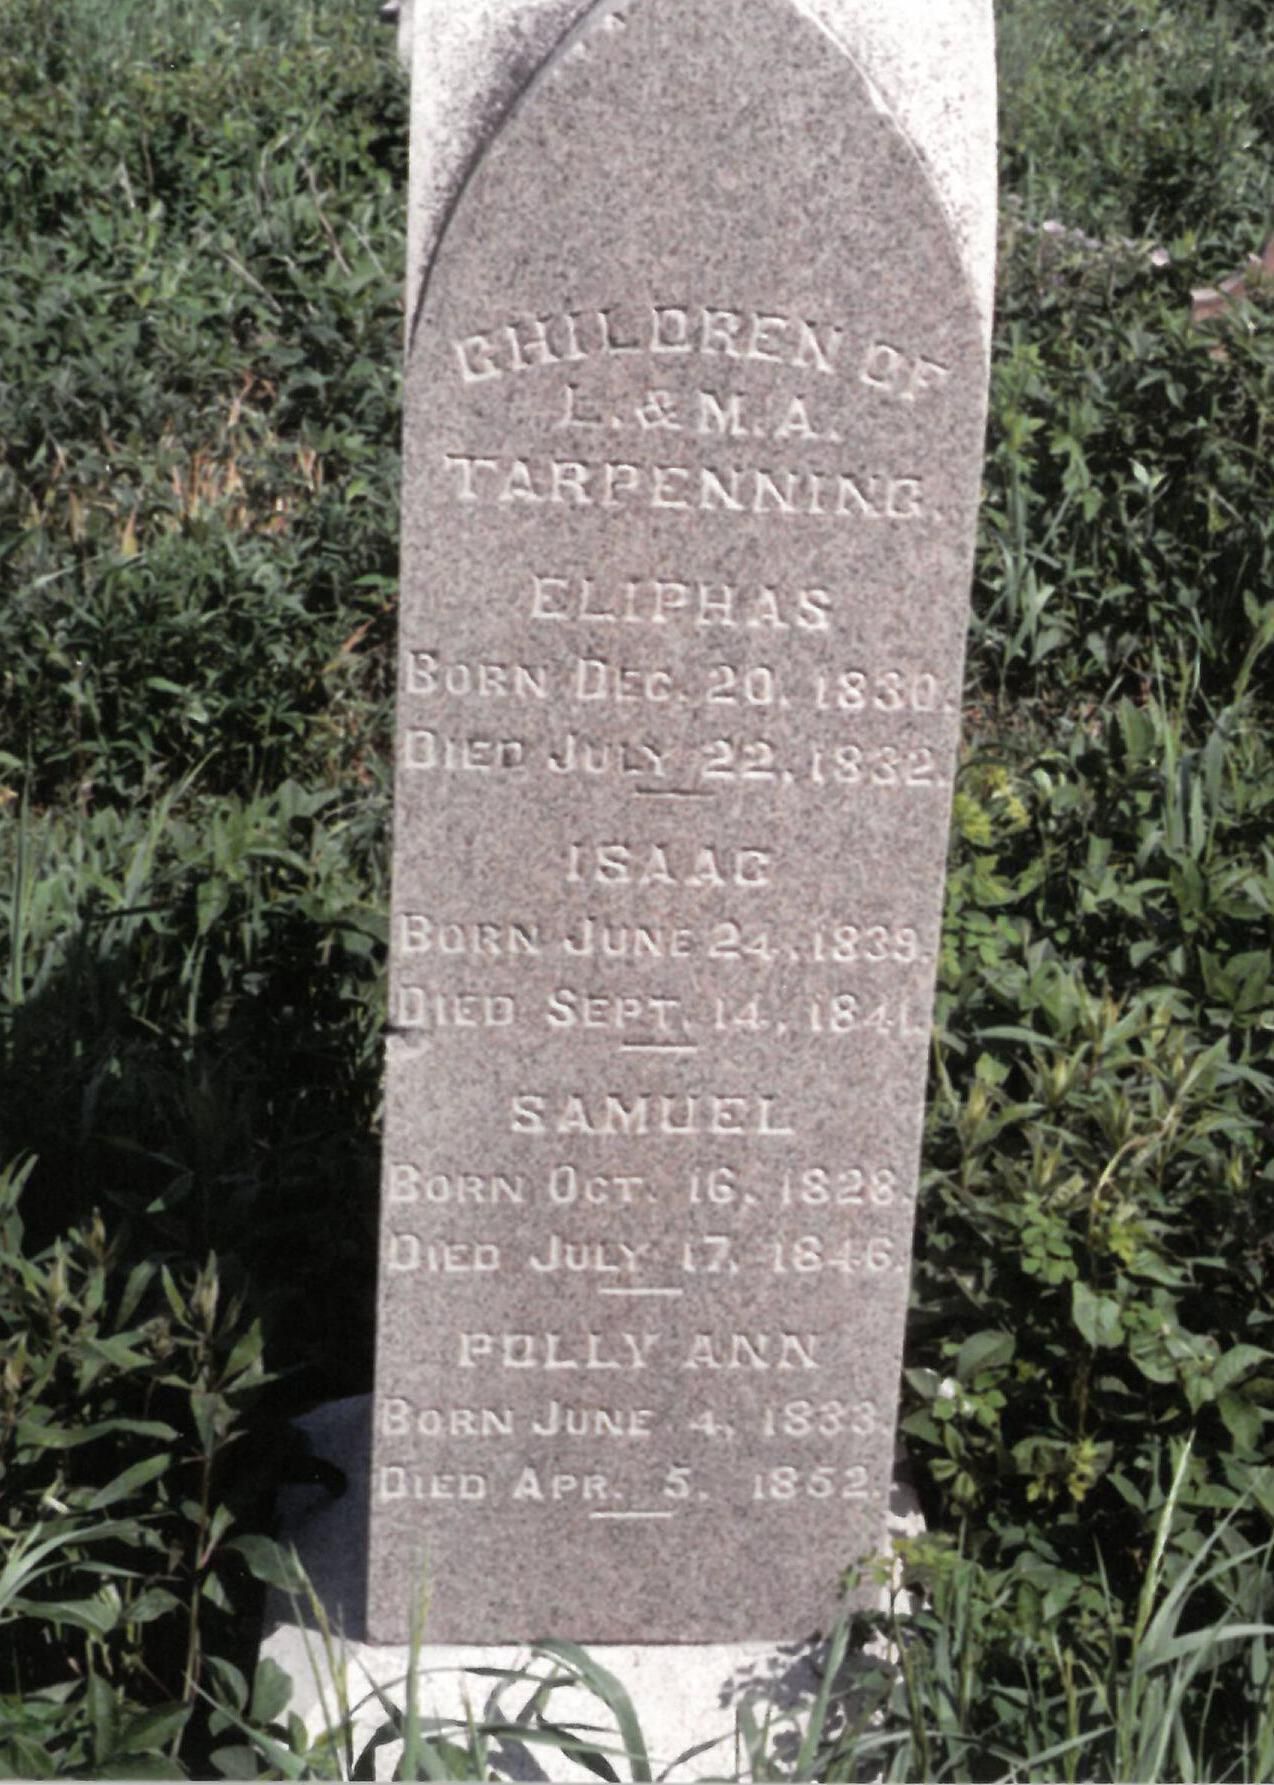 CHILDREN OF
L. & M. A.
TARPENNING.
ELIPHAS
BORN DEC. 20, 1830.
DIED JULY 22, 1832.
ISAAC
BORN JUNE 24, 1839.
DIED SEPT. 14, 1841.
SAMUEL
BORN OCT. 16, 1828.
DIED JULY 17, 1846.
POLLY ANN
BORN JUNE 4, 1833.
DIED APR. 5, 1852.